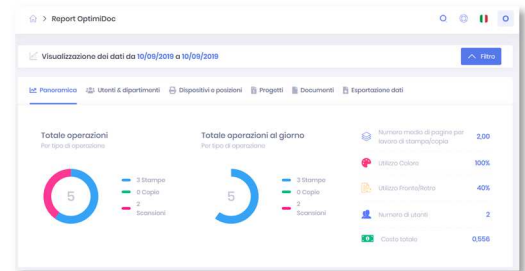 > Report OptimiDoc
Visualizzazione dei dati da 10/09/2019 a 10/09/2019
Filtro
Panoramica
Utenti & dipartimenti
Dispositivi e posizioni
Progetti
Documenti
Esportazione dati
Totale operazioni
Per tipo di operazione
5
3 Stampe
0 Copie
2
Scansioni
Totale operazioni al giorno
Per tipo di operazione
5
3 Stampe
0 Copie
2
Scansioni
Numero medio di pagine per
lavoro di stampa/copia
2,00
Utilizzo Colore
100%
Utilizzo Fronte/Retro
40%
Numero di utenti
2
Costo totale
0,556